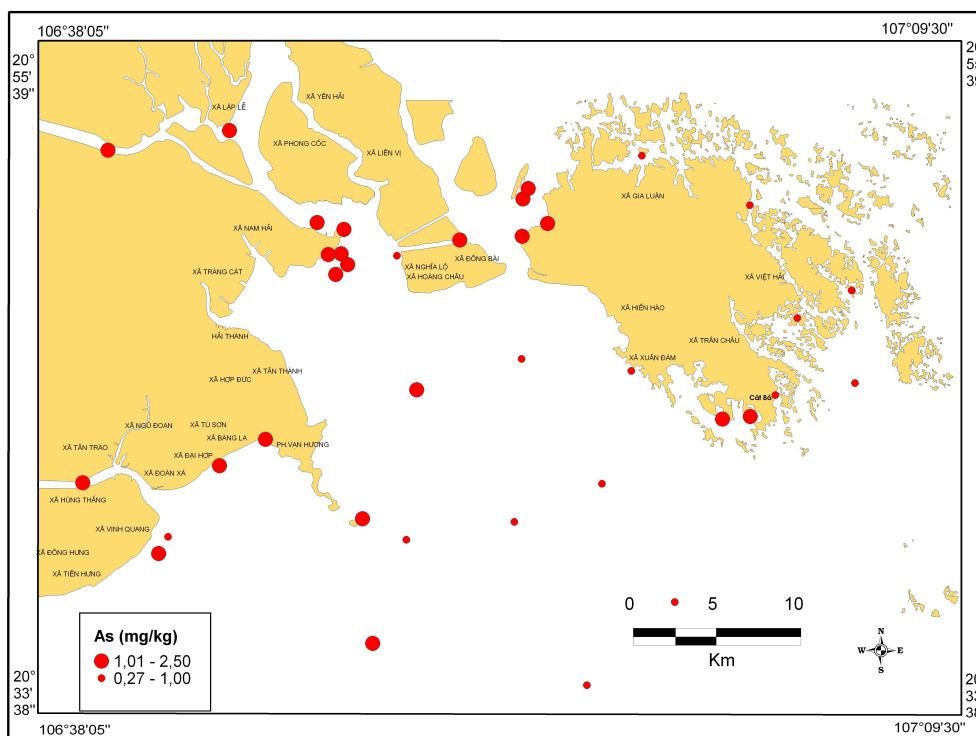 106°38'05"
107°09'30"
20°
55'
39"
20
55
39
XÃ YÊN HẢI
XÃ LẬP LỄ
XÃ PHONG CỐC
XÃ LIÊN VỊ
XÃ GIA LUẬN
XÃ NAM HẢI
XÃ ĐỒNG BÀI
XÃ NGHĨA LỘ
XÃ TRÀNG CÁT
XÃ HOÀNG CHÂU
XÃ VIỆT HẢI
XÃ HIỀN HÀO
HẢI THÀNH
XÃ TRÂN CHÂU
XÃ XUÂN ĐÁM
XÃ TÂN THÀNH
XÃ HỢP ĐỨC
Cát Bà
XÃ NGŨ ĐOAN
XÃ TÚ SƠN
XÃ BÀNG LA
PH.VẠN HƯƠNG
XÃ TÂN TRÀO
XÃ ĐẠI HỢP
XÃ ĐOÀN XÁ
XÃ HÙNG THẮNG
XÃ VINH QUANG
XÃ ĐÔNG HƯNG
XÃ TIÊN HƯNG
0 5 10
Km
N
W E
S
As (mg/kg)
1,01 - 2,50
0,27 - 1,00
20°
33'
38"
20
33
38
106°38'05"
107°09'30"